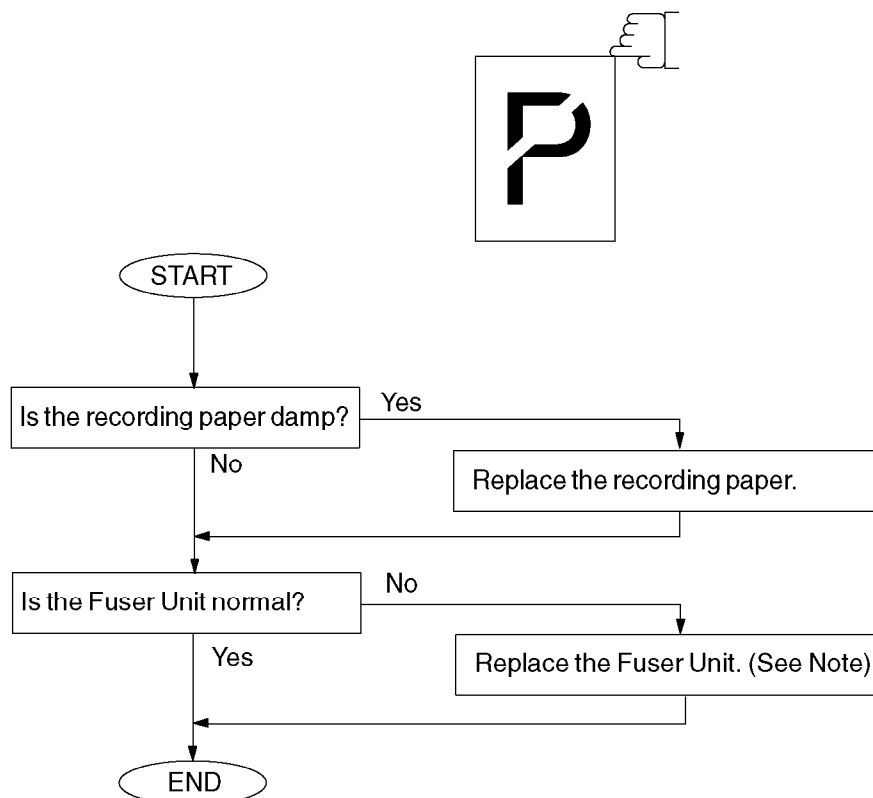 P
START
Is the recording paper damp?
Yes
No
Replace the recording paper.
Is the Fuser Unit normal?
No
Yes
Replace the Fuser Unit. (See Note)
END